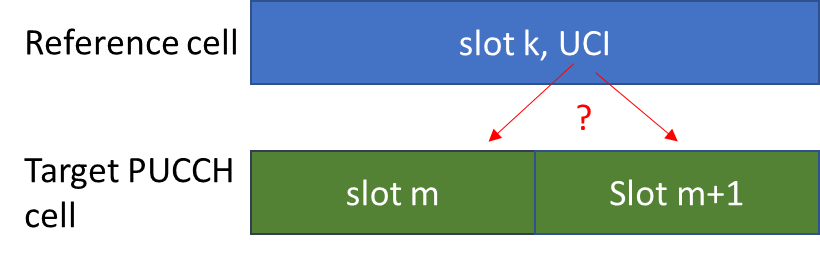 Reference cell
slot k, UCI
?
Target PUCCH
cell
slot m
Slot m+1